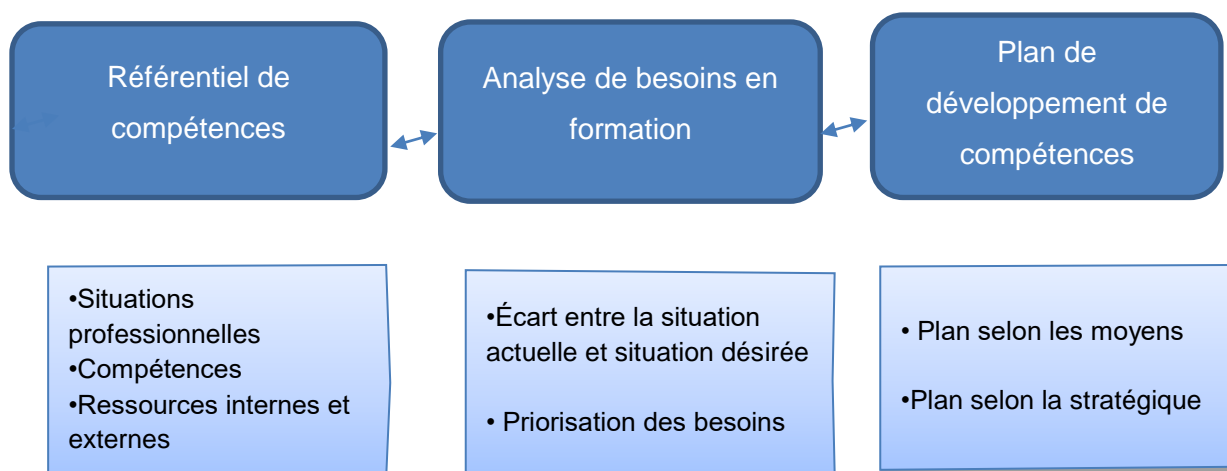 Référentiel de
compétences
Analyse de besoins en
formation
Plan de
développement de
compétences
•Situations
professionnelles
•Compétences
•Ressources internes et
externes
•Écart entre la situation
actuelle et situation désirée
• Priorisation des besoins
• Plan selon les moyens
•Plan selon la stratégique